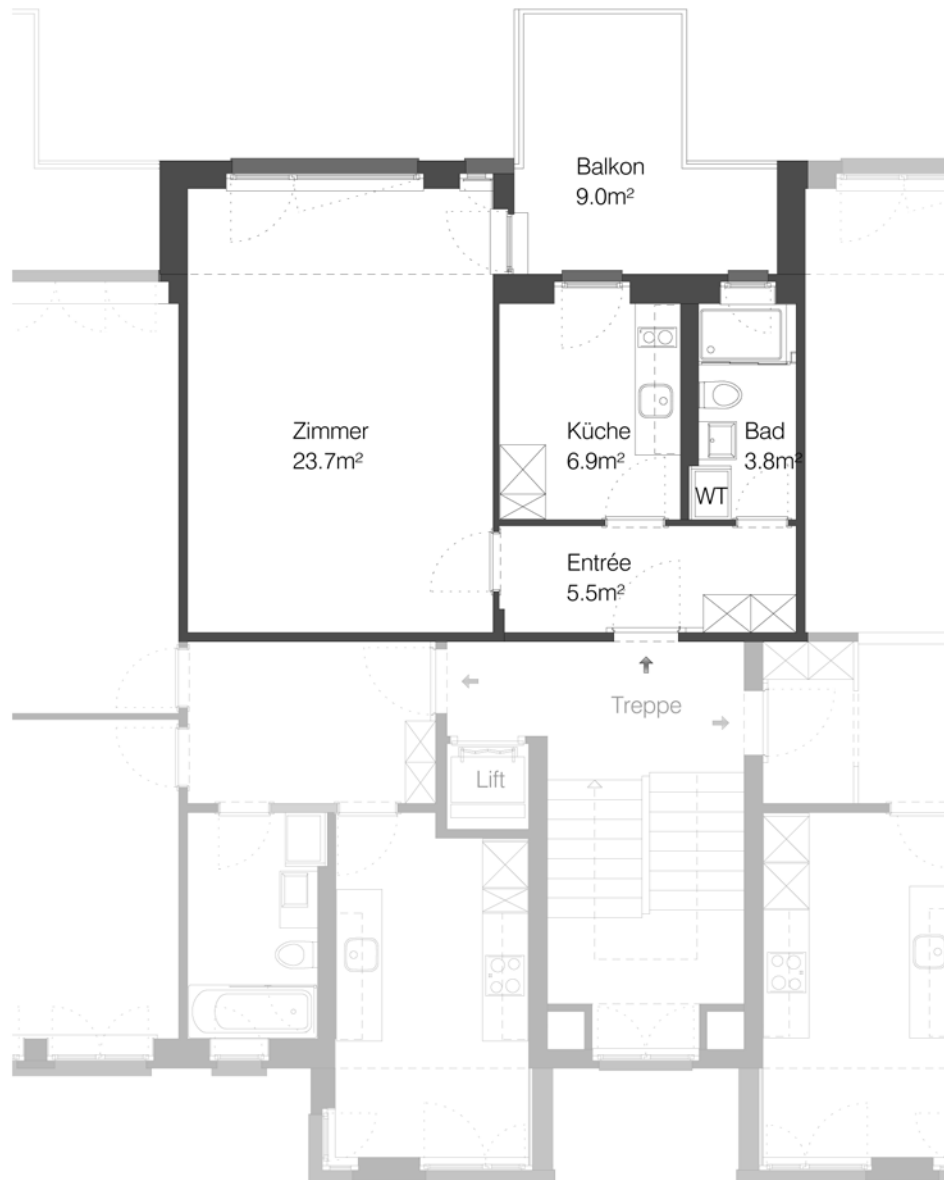 Balkon
9.0m²
Zimmer
23.7m²
Küche
6.9m²
Bad
3.8m²
WT
Entrée
5.5m²
Treppe
Lift